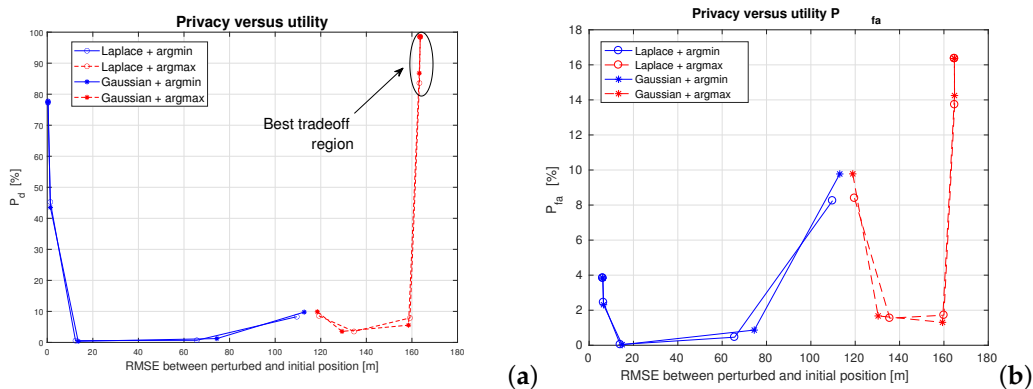 Privacy versus utility
100
90
80
70
60
50
40
30
20
10
0
P_d [%]
Laplace + argmin
Laplace + argmax
Gaussian + argmin
Gaussian + argmax
Best tradeoff
region
0 20 40 60 80 100 120 140 160 180
RMSE between perturbed and initial position [m]
(a)
Privacy versus utility P_fa
18
16
14
12
10
8
6
4
2
0
P_fa [%]
Laplace + argmin
Laplace + argmax
Gaussian + argmin
Gaussian + argmax
0 20 40 60 80 100 120 140 160 180
RMSE between perturbed and initial position [m]
(b)